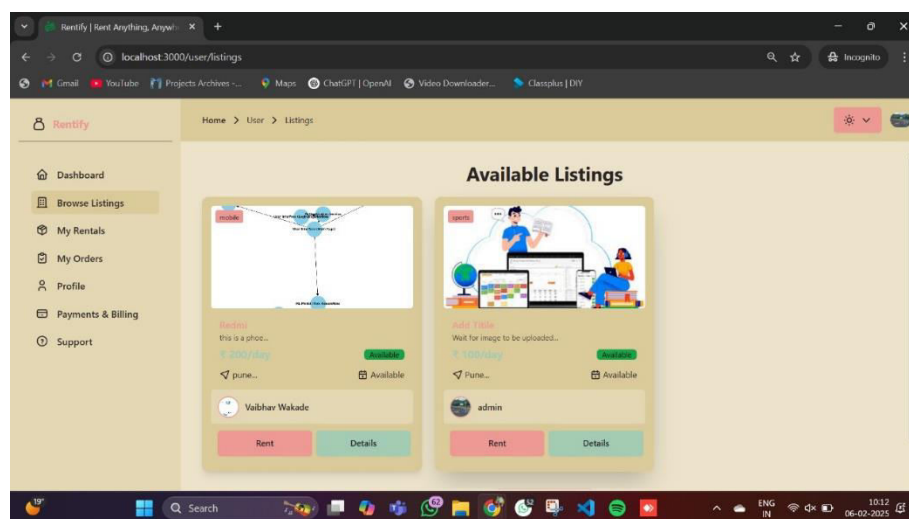 Rentify | Rent Anything, Anywh
localhost:3000/user/listings
Incognito
Gmail
YouTube
Projects Archives -...
Maps
ChatGPT | OpenAI
Video Downloader...
Classplus | DIY
Rentify
Home > User > Listings
Dashboard
Browse Listings
My Rentals
My Orders
Profile
Payments & Billing
Support
Available Listings
mobile
Redmi
this is a phoe...
₹ 200/day
Available
pune...
Available
Vaibhav Wakade
Rent
Details
sports
Add Title
Wait for image to be uploaded...
₹ 100/day
Available
Pune...
Available
admin
Rent
Details
19°
Search
62
ENG
IN
10:12
06-02-2025